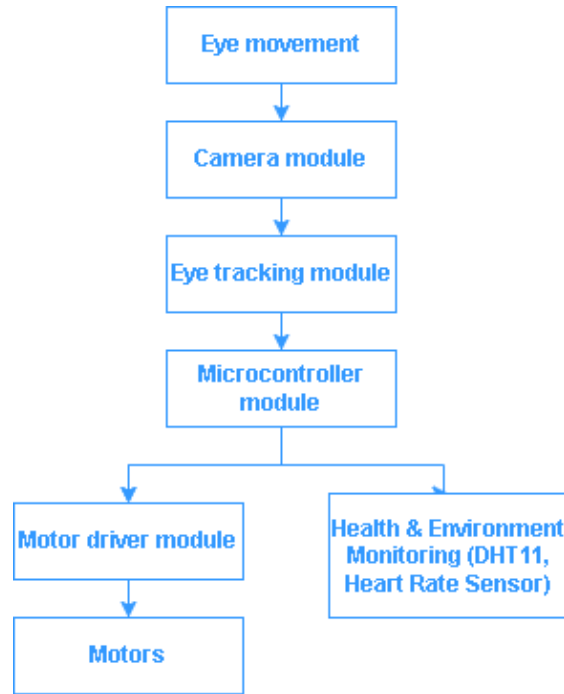 Eye movement
Camera module
Eye tracking module
Microcontroller
module
Motor driver module
Health & Environment
Monitoring (DHT11,
Heart Rate Sensor)
Motors